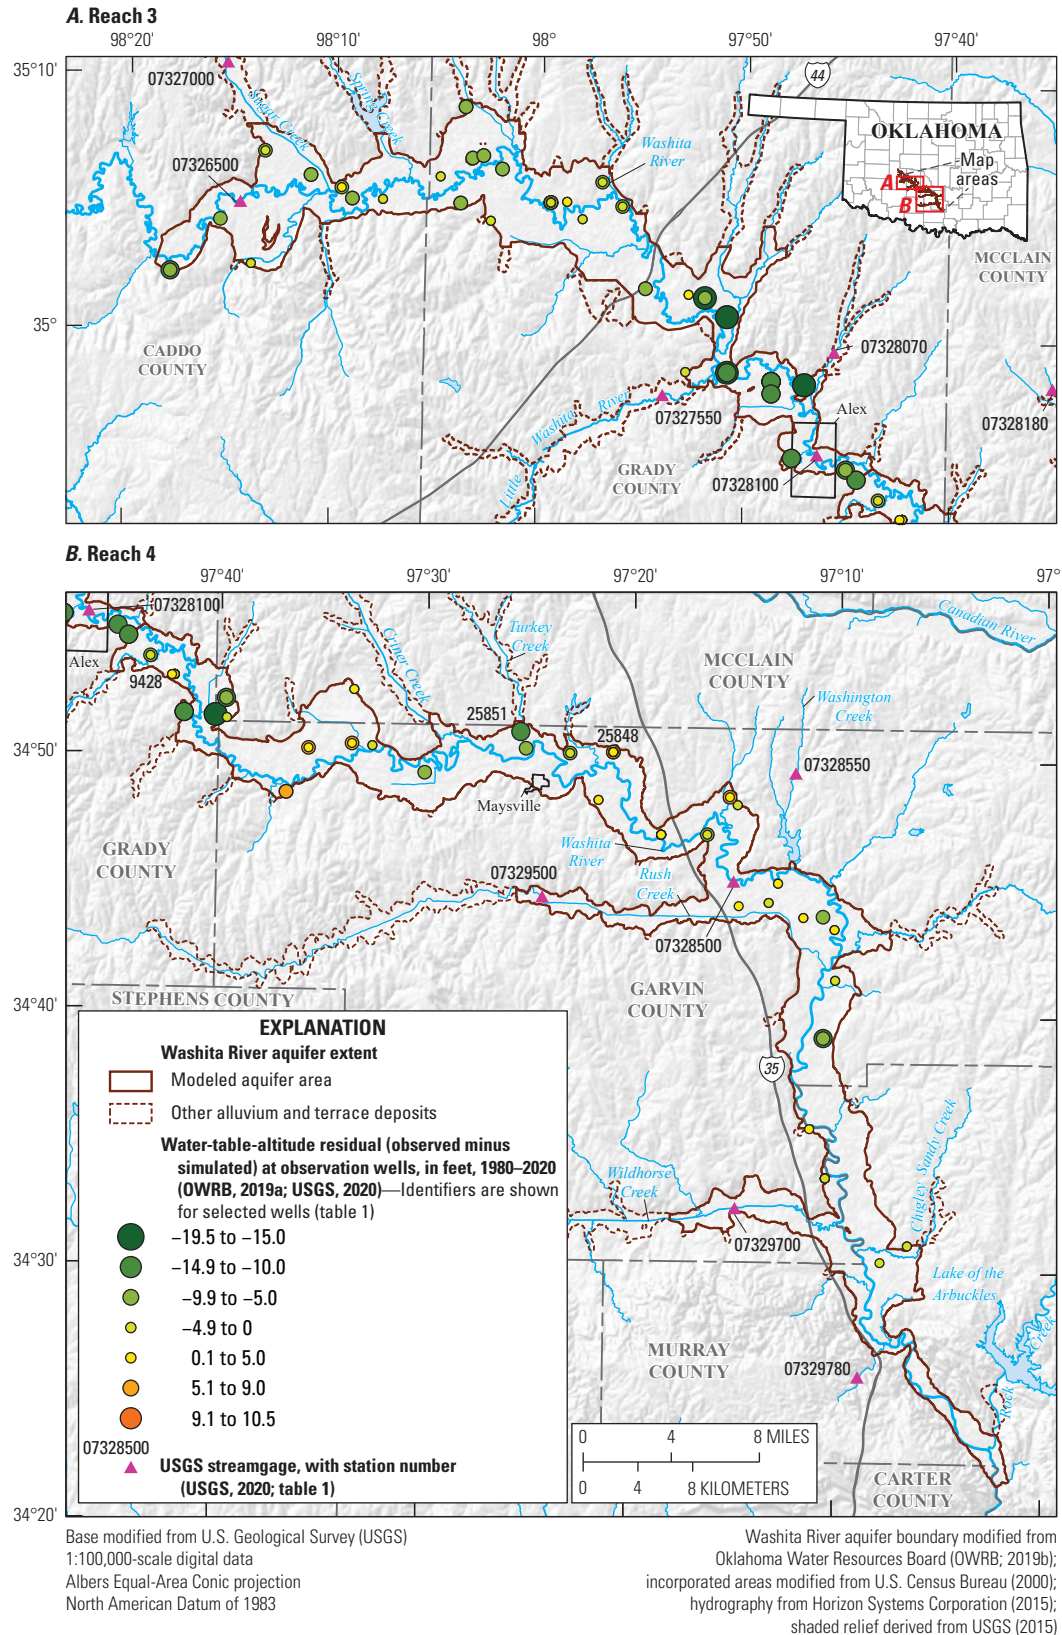 A. Reach 3
98°20'
98°10'
98°
97°50'
97°40'
35°10'
35°
07327000
Sugar Creek
Spring Creek
07326500
Washita
River
44
OKLAHOMA
Map
areas
A
B
MCCLAIN
COUNTY
CADDO
COUNTY
07328070
07327550
07328180
Alex
Little Washita River
GRADY
COUNTY
07328100
B. Reach 4
97°40'
97°30'
97°20'
97°10'
97°
34°50'
34°40'
34°30'
34°20'
07328100
Alex
9428
Criner Creek
Turkey
Creek
25851
25848
MCCLAIN
COUNTY
Canadian River
Washington
Creek
07328550
Maysville
GRADY
COUNTY
Washita
River
Rush
Creek
07329500
07328500
STEPHENS COUNTY
GARVIN
COUNTY
35
Wildhorse
Creek
Chigley Sandy Creek
07329700
Lake of the
Arbuckles
Rock Creek
MURRAY
COUNTY
07329780
CARTER
COUNTY
EXPLANATION
Washita River aquifer extent
Modeled aquifer area
Other alluvium and terrace deposits
Water-table-altitude residual (observed minus
simulated) at observation wells, in feet, 1980–2020
(OWRB, 2019a; USGS, 2020)—Identifiers are shown
for selected wells (table 1)
−19.5 to −15.0
−14.9 to −10.0
−9.9 to −5.0
−4.9 to 0
0.1 to 5.0
5.1 to 9.0
9.1 to 10.5
07328500
USGS streamgage, with station number
(USGS, 2020; table 1)
0 4 8 MILES
0 4 8 KILOMETERS
Base modified from U.S. Geological Survey (USGS)
1:100,000-scale digital data
Albers Equal-Area Conic projection
North American Datum of 1983
Washita River aquifer boundary modified from
Oklahoma Water Resources Board (OWRB; 2019b);
incorporated areas modified from U.S. Census Bureau (2000);
hydrography from Horizon Systems Corporation (2015);
shaded relief derived from USGS (2015)